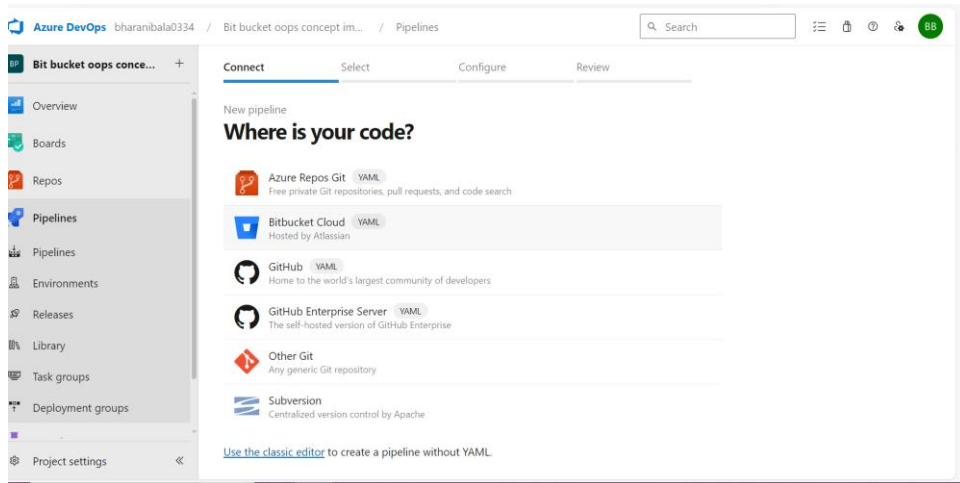 Azure DevOps bharanibala0334 / Bit bucket oops concept im... / Pipelines Search BB
BP Bit bucket oops conce... +
Overview
Boards
Repos
Pipelines
Pipelines
Environments
Releases
Library
Task groups
Deployment groups
Project settings
Connect Select Configure Review
New pipeline
Where is your code?
Azure Repos Git YAML
Free private Git repositories, pull requests, and code search
Bitbucket Cloud YAML
Hosted by Atlassian
GitHub YAML
Home to the world's largest community of developers
GitHub Enterprise Server YAML
The self-hosted version of GitHub Enterprise
Other Git
Any generic Git repository
Subversion
Centralized version control by Apache
Use the classic editor to create a pipeline without YAML.